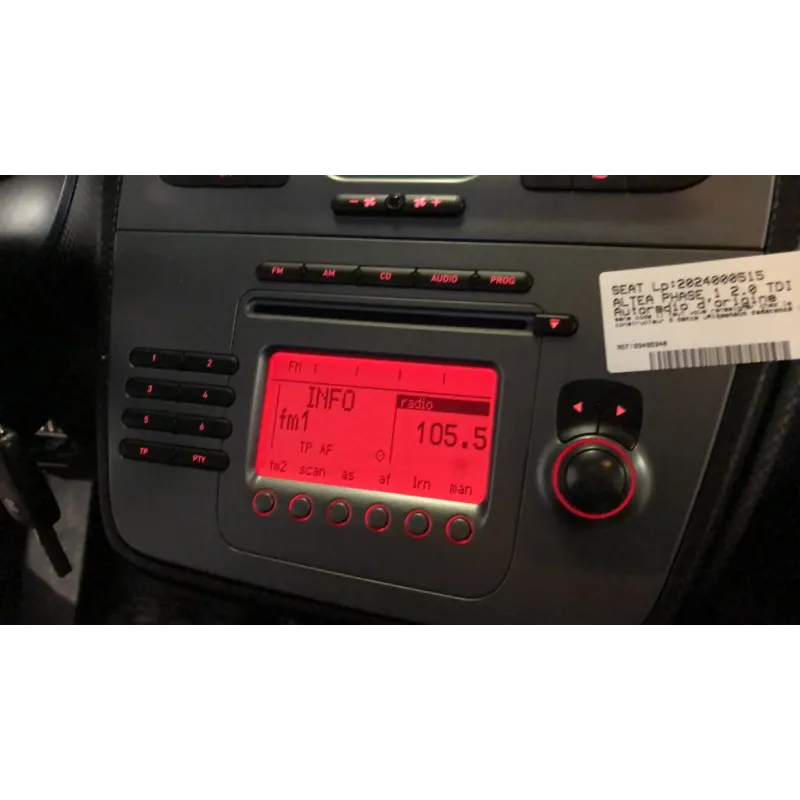 FM AM CD AUDIO PROG
SEAT Lp:2024000515
ALTEA PHASE 1 2.0 TDI
Autoradio d'origine
1 2
3 4
5 6
TP PTY
FM
INFO radio
fm1 105.5
TP AF
fm2 scan as af lrn man